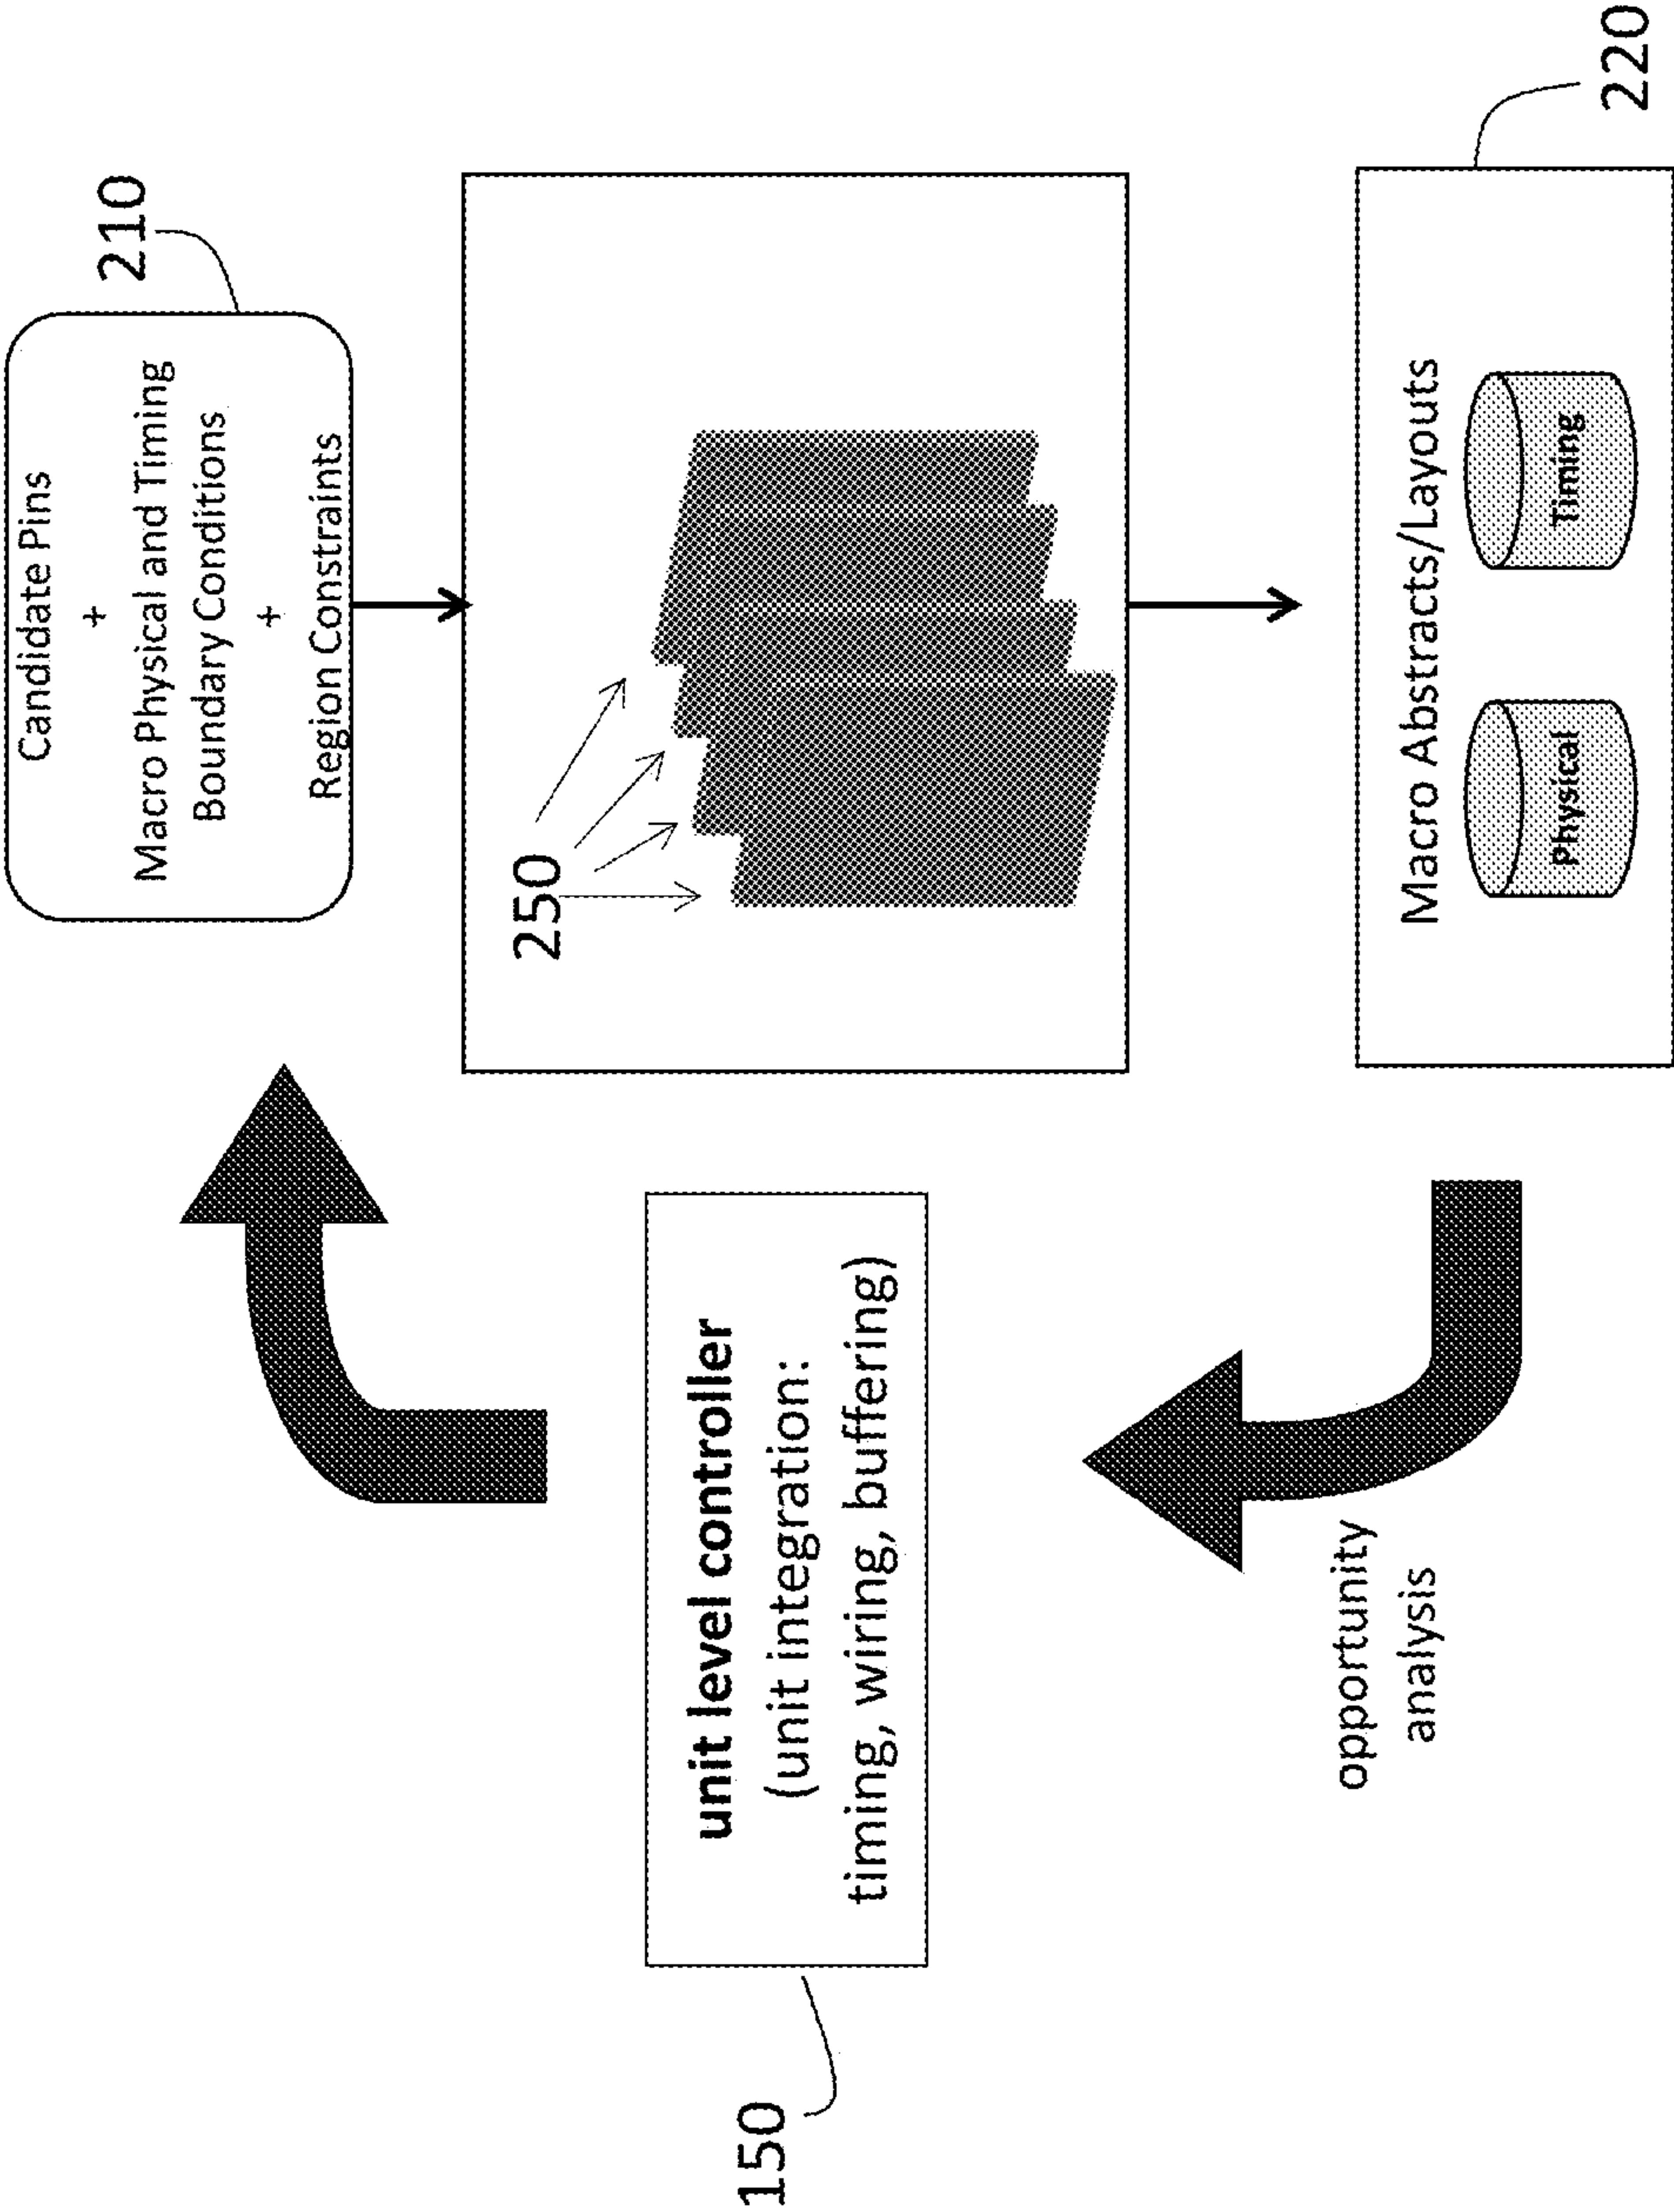 210
Candidate Pins
+
Macro Physical and Timing
Boundary Conditions
+
Region Constraints
250
150
unit level controller
(unit integration:
timing, wiring, buffering)
opportunity
analysis
Macro Abstracts/Layouts
Physical
Timing
220